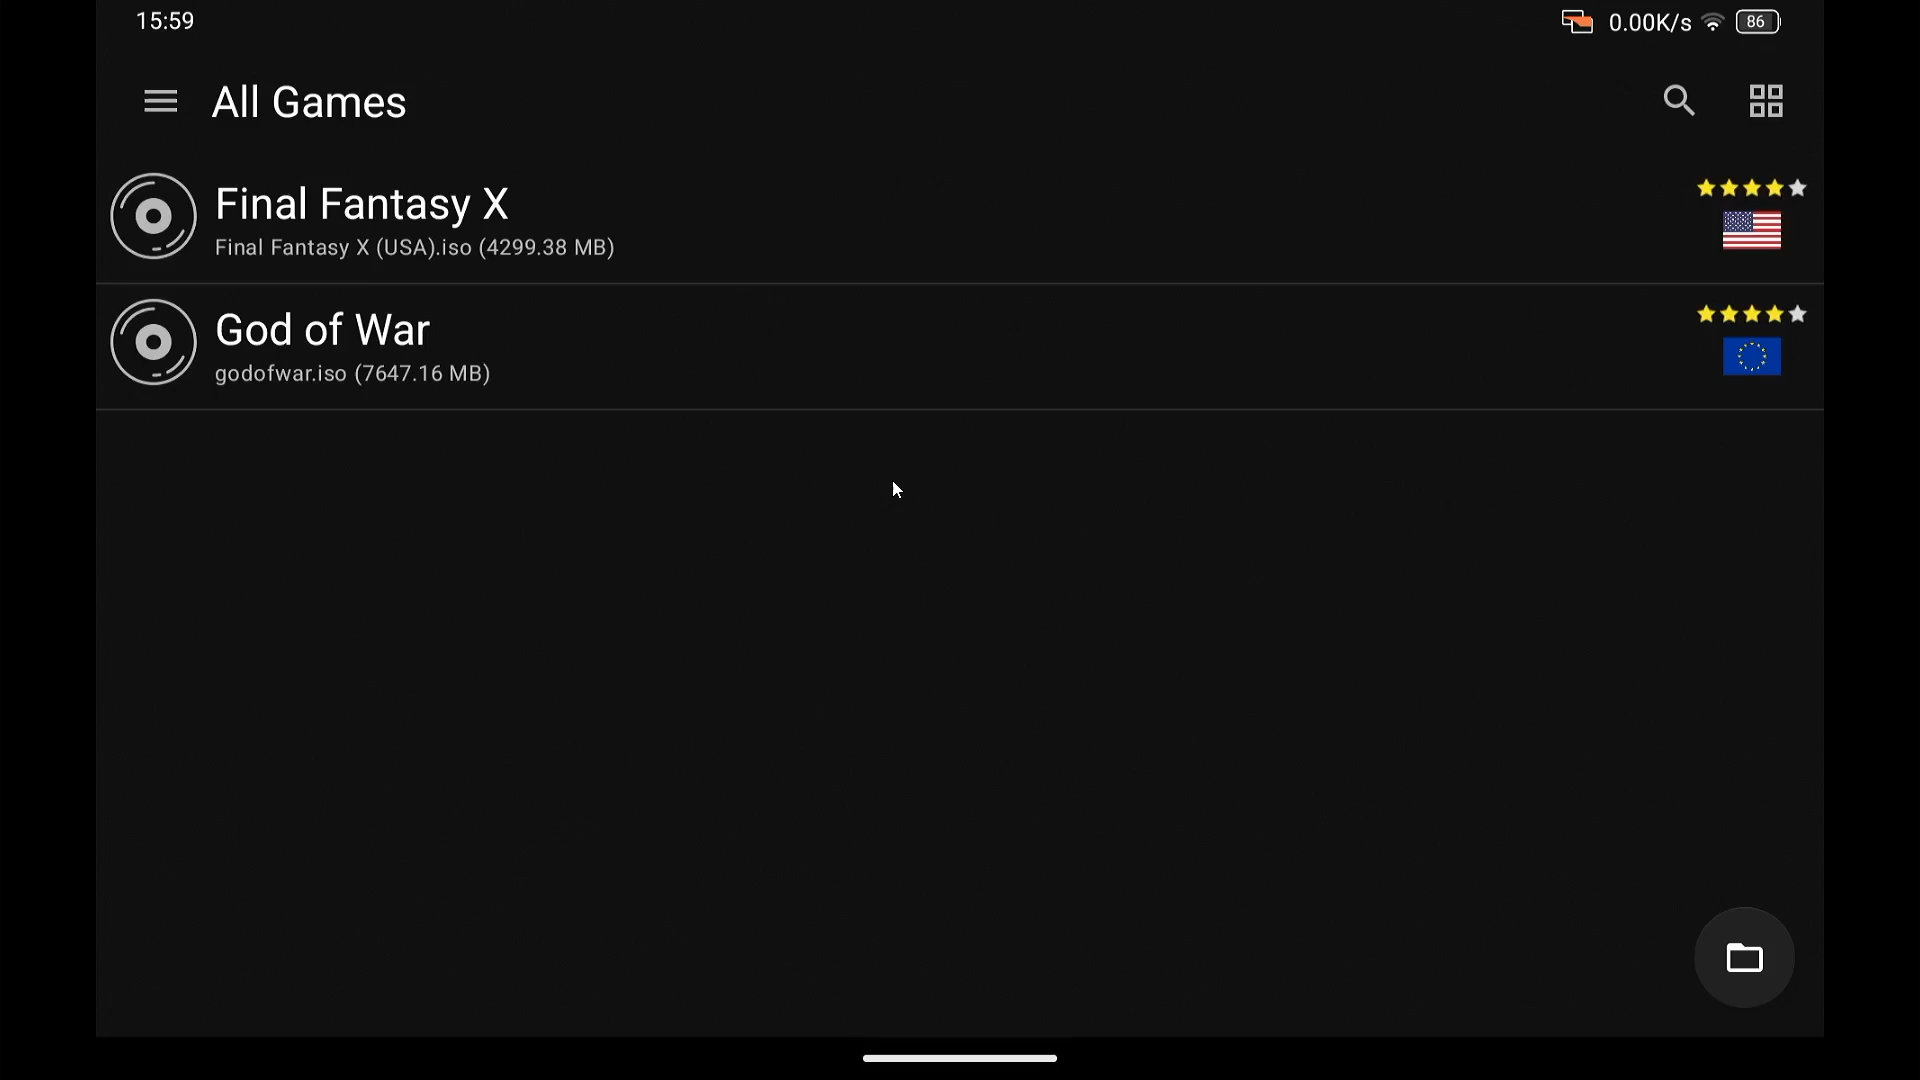 15:59
0.00K/s
86
All Games
Final Fantasy X
Final Fantasy X (USA).iso (4299.38 MB)
God of War
godofwar.iso (7647.16 MB)